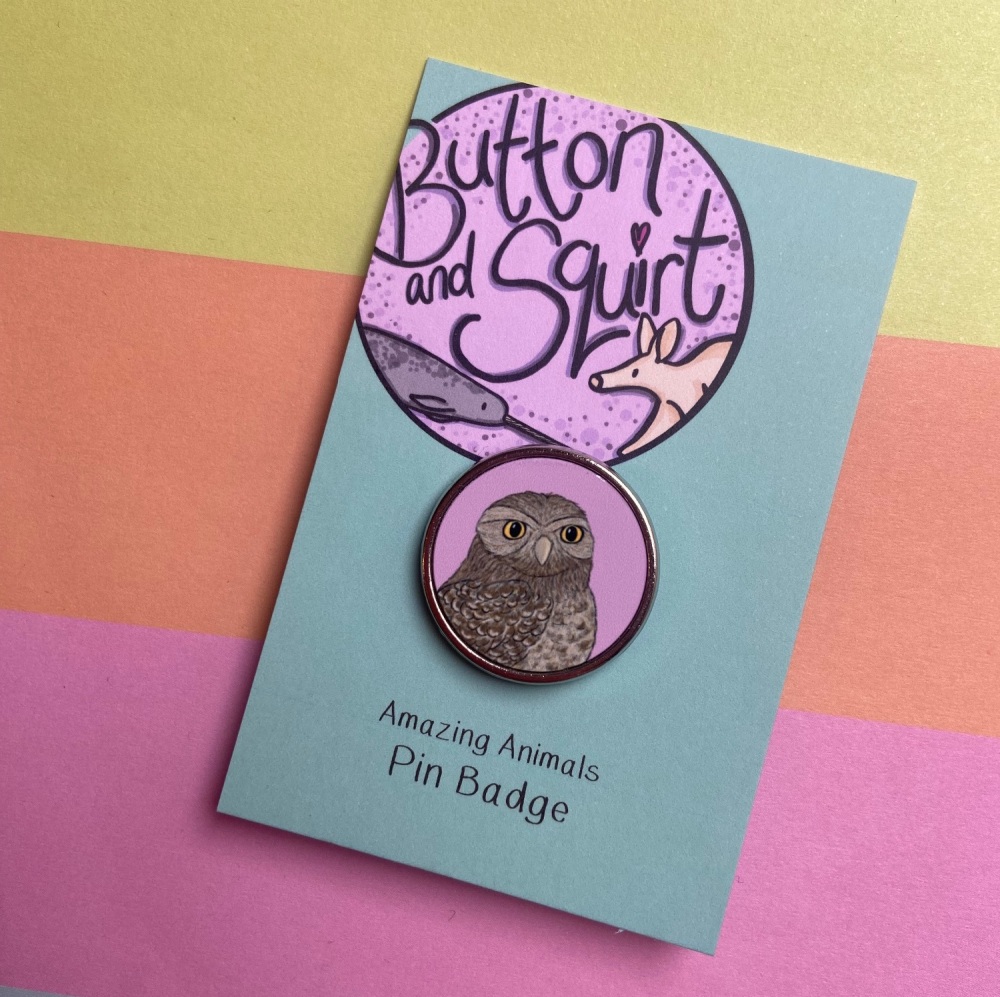 Button
and Squirt
Amazing Animals
Pin Badge